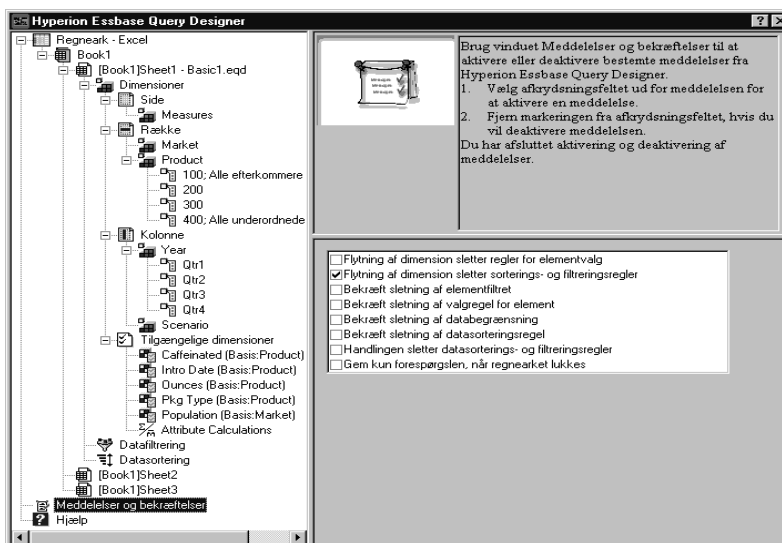 Hyperion Essbase Query Designer
Regneark - Excel
Book1
[Book1]Sheet1 - Basic1.eqd
Dimensioner
Side
Measures
Række
Market
Product
100; Alle efterkommere
200
300
400; Alle underordnede
Kolonne
Year
Qtr1
Qtr2
Qtr3
Qtr4
Scenario
Tilgængelige dimensioner
Caffeinated (Basis:Product)
Intro Date (Basis:Product)
Ounces (Basis:Product)
Pkg Type (Basis:Product)
Population (Basis:Market)
Attribute Calculations
Datafiltrering
Datasortering
[Book1]Sheet2
[Book1]Sheet3
Meddelelser og bekræftelser
Hjælp
Brug vinduet Meddelelser og bekræftelser til at
aktivere eller deaktivere bestemte meddelelser fra
Hyperion Essbase Query Designer.
1. Vælg afkrydsningsfeltet ud for meddelelsen for
at aktivere en meddelelse.
2. Fjern markeringen fra afkrydsningsfeltet, hvis du
vil deaktivere meddelelsen.
Du har afsluttet aktivering og deaktivering af
meddelelser.
Flytning af dimension sletter regler for elementvalg
Flytning af dimension sletter sorterings- og filtreringsregler
Bekræft sletning af elementfiltret
Bekræft sletning af valgregel for element
Bekræft sletning af databegrænsning
Bekræft sletning af datasorteringsregel
Handlingen sletter datasorterings- og filtreringsregler
Gem kun forespørgslen, når regnearket lukkes